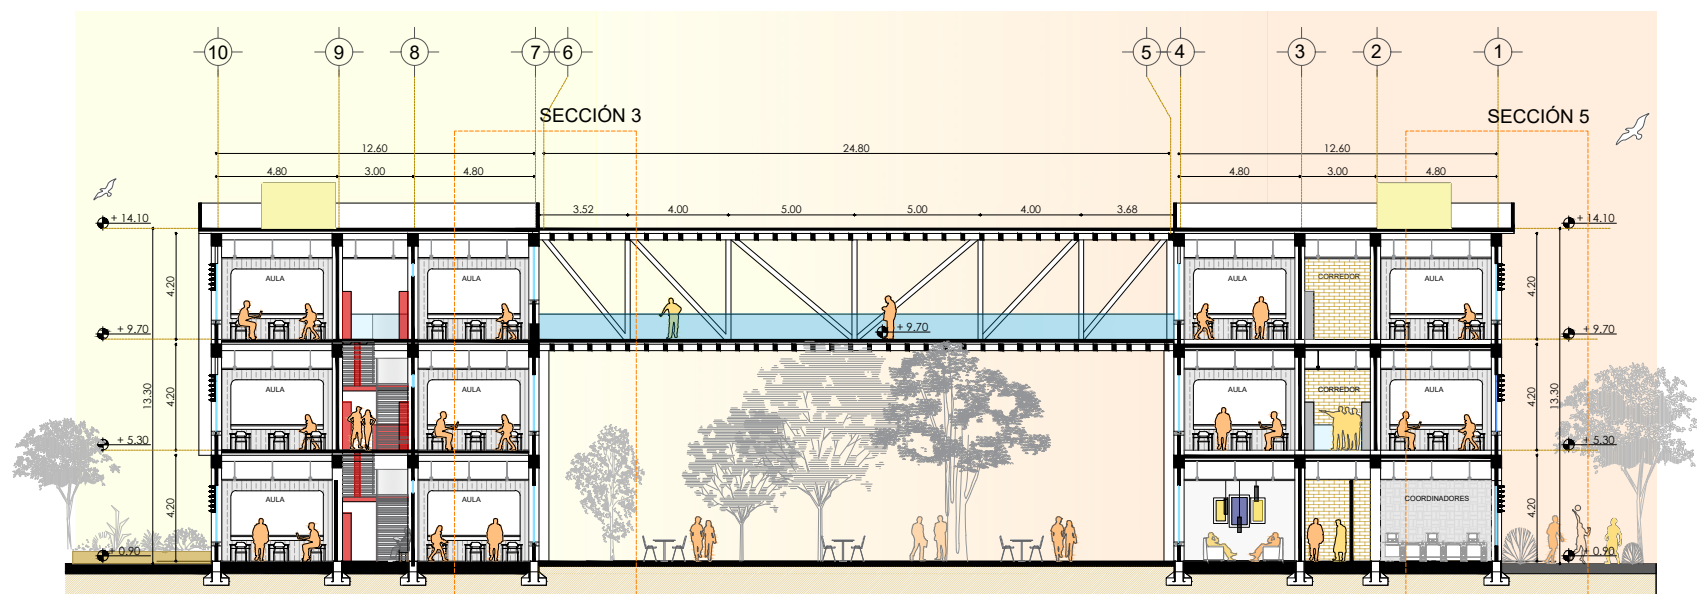 10 9 8 7 6 5 4 3 2 1
SECCIÓN 3 SECCIÓN 5
12.60 24.80 12.60
4.80 3.00 4.80 4.80 3.00 4.80
3.52 4.00 5.00 5.00 4.00 3.68
+ 14.10 + 14.10
AULA AULA AULA CORREDOR AULA
4.20 4.20
+ 9.70 + 9.70 + 9.70
AULA AULA AULA CORREDOR AULA
13.30 4.20 4.20 13.30
+ 5.30 + 5.30
AULA AULA COORDINADORES
4.20 4.20
+ 0.90 + 0.90